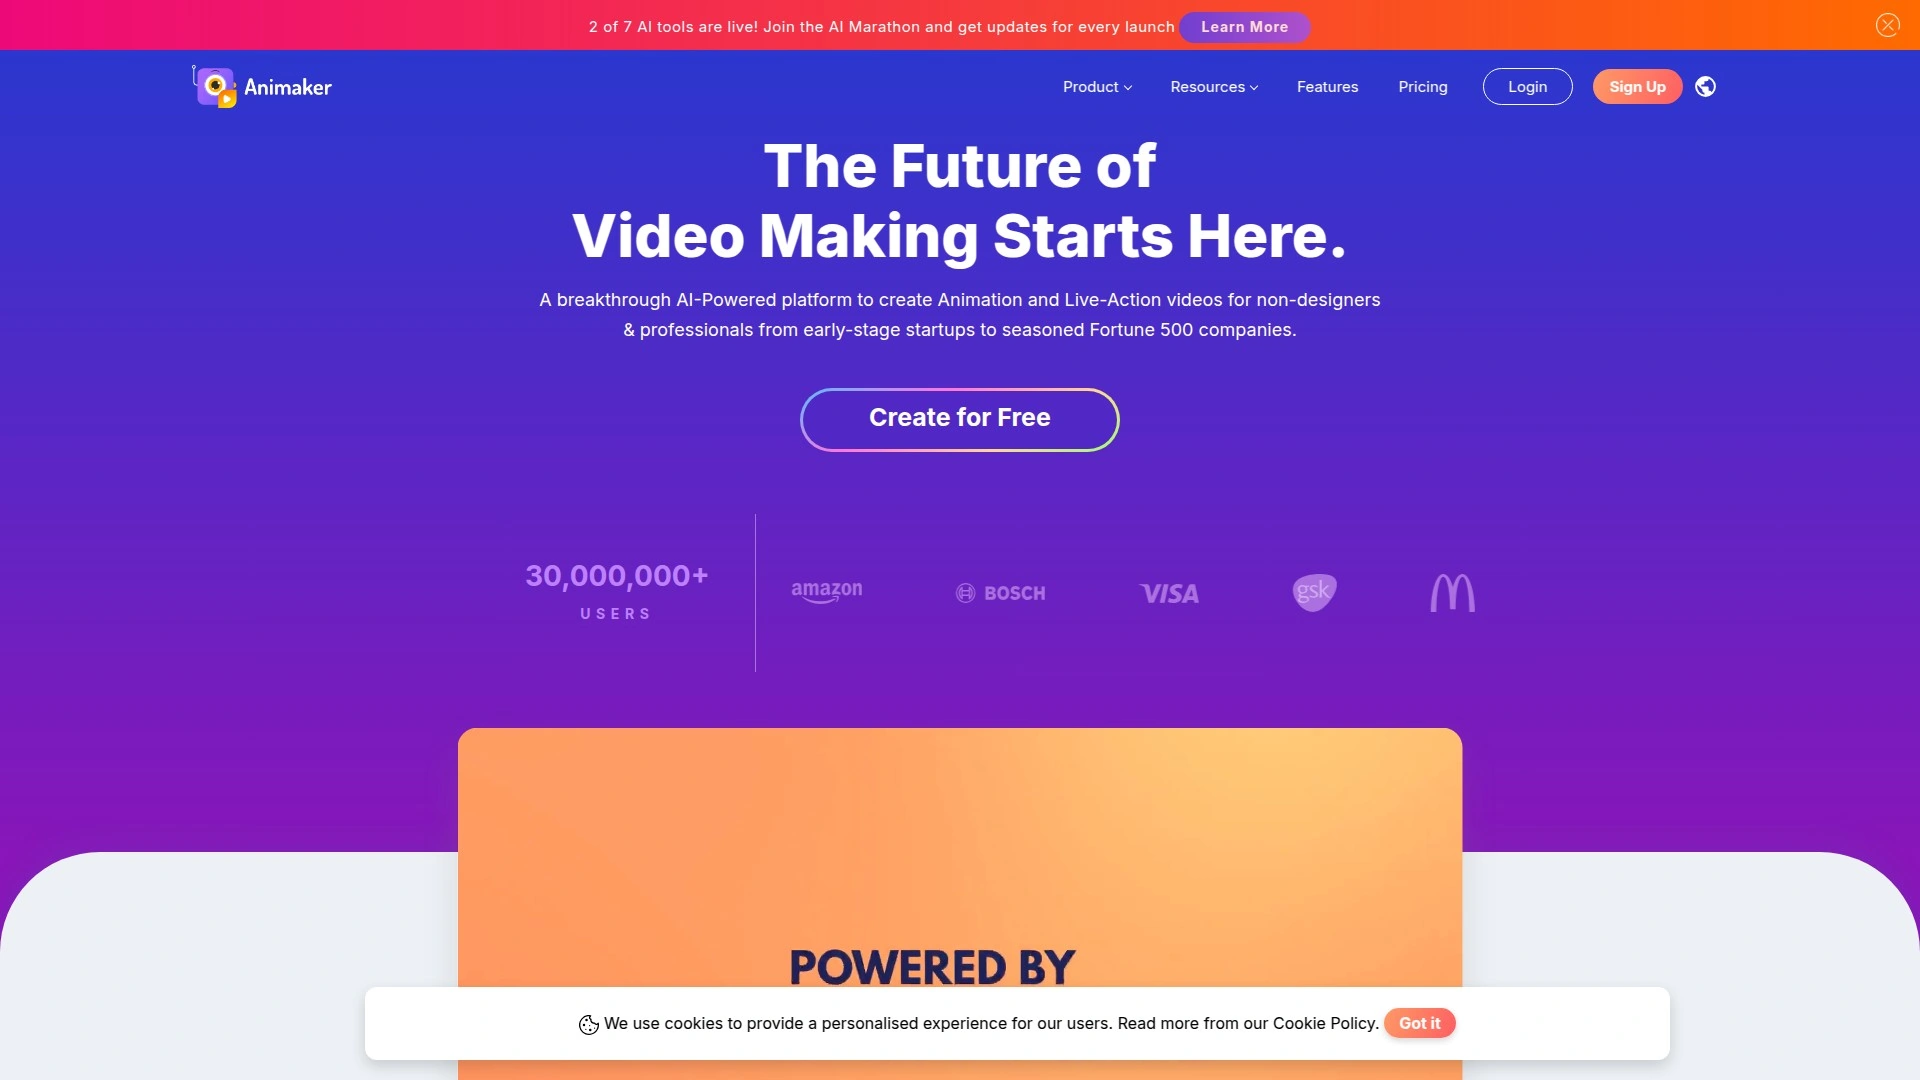 2 of 7 AI tools are live! Join the AI Marathon and get updates for every launch Learn More
Animaker
Product Resources Features Pricing Login Sign Up
The Future of
Video Making Starts Here.
A breakthrough AI-Powered platform to create Animation and Live-Action videos for non-designers
& professionals from early-stage startups to seasoned Fortune 500 companies.
Create for Free
30,000,000+
USERS
amazon BOSCH VISA gsk
POWERED BY
We use cookies to provide a personalised experience for our users. Read more from our Cookie Policy. Got it